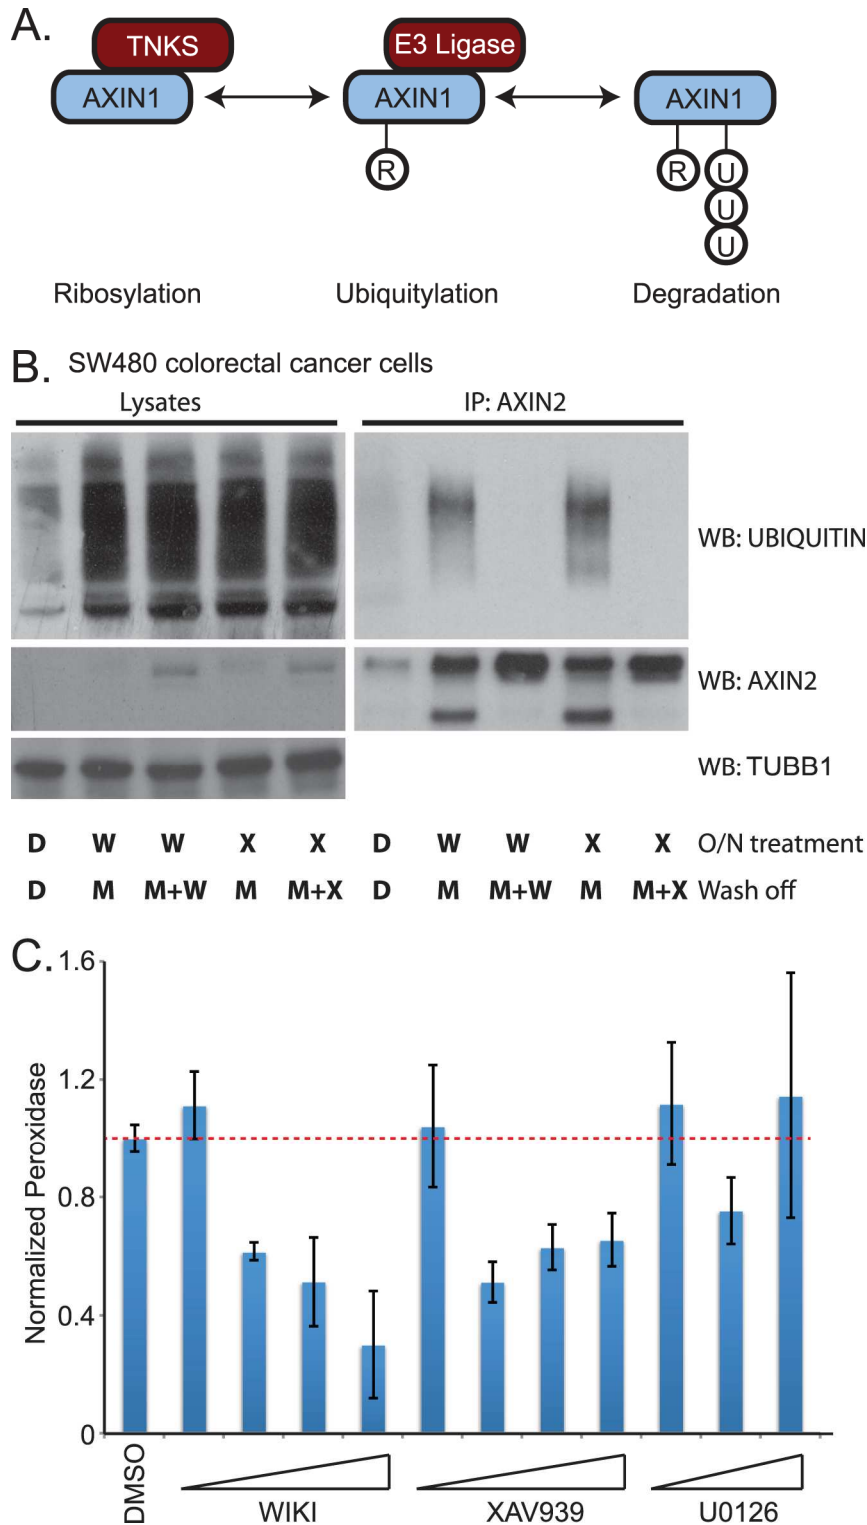 A.
TNKS
E3 Ligase
AXIN1
AXIN1
AXIN1
R
R
U
U
U
Ribosylation
Ubiquitylation
Degradation
B. SW480 colorectal cancer cells
Lysates
IP: AXIN2
WB: UBIQUITIN
WB: AXIN2
WB: TUBB1
D W W X X D W W X X O/N treatment
D M M+W M M+X D M M+W M M+X Wash off
C.
Normalized Peroxidase
1.6
1.2
0.8
0.4
0
DMSO
WIKI
XAV939
U0126